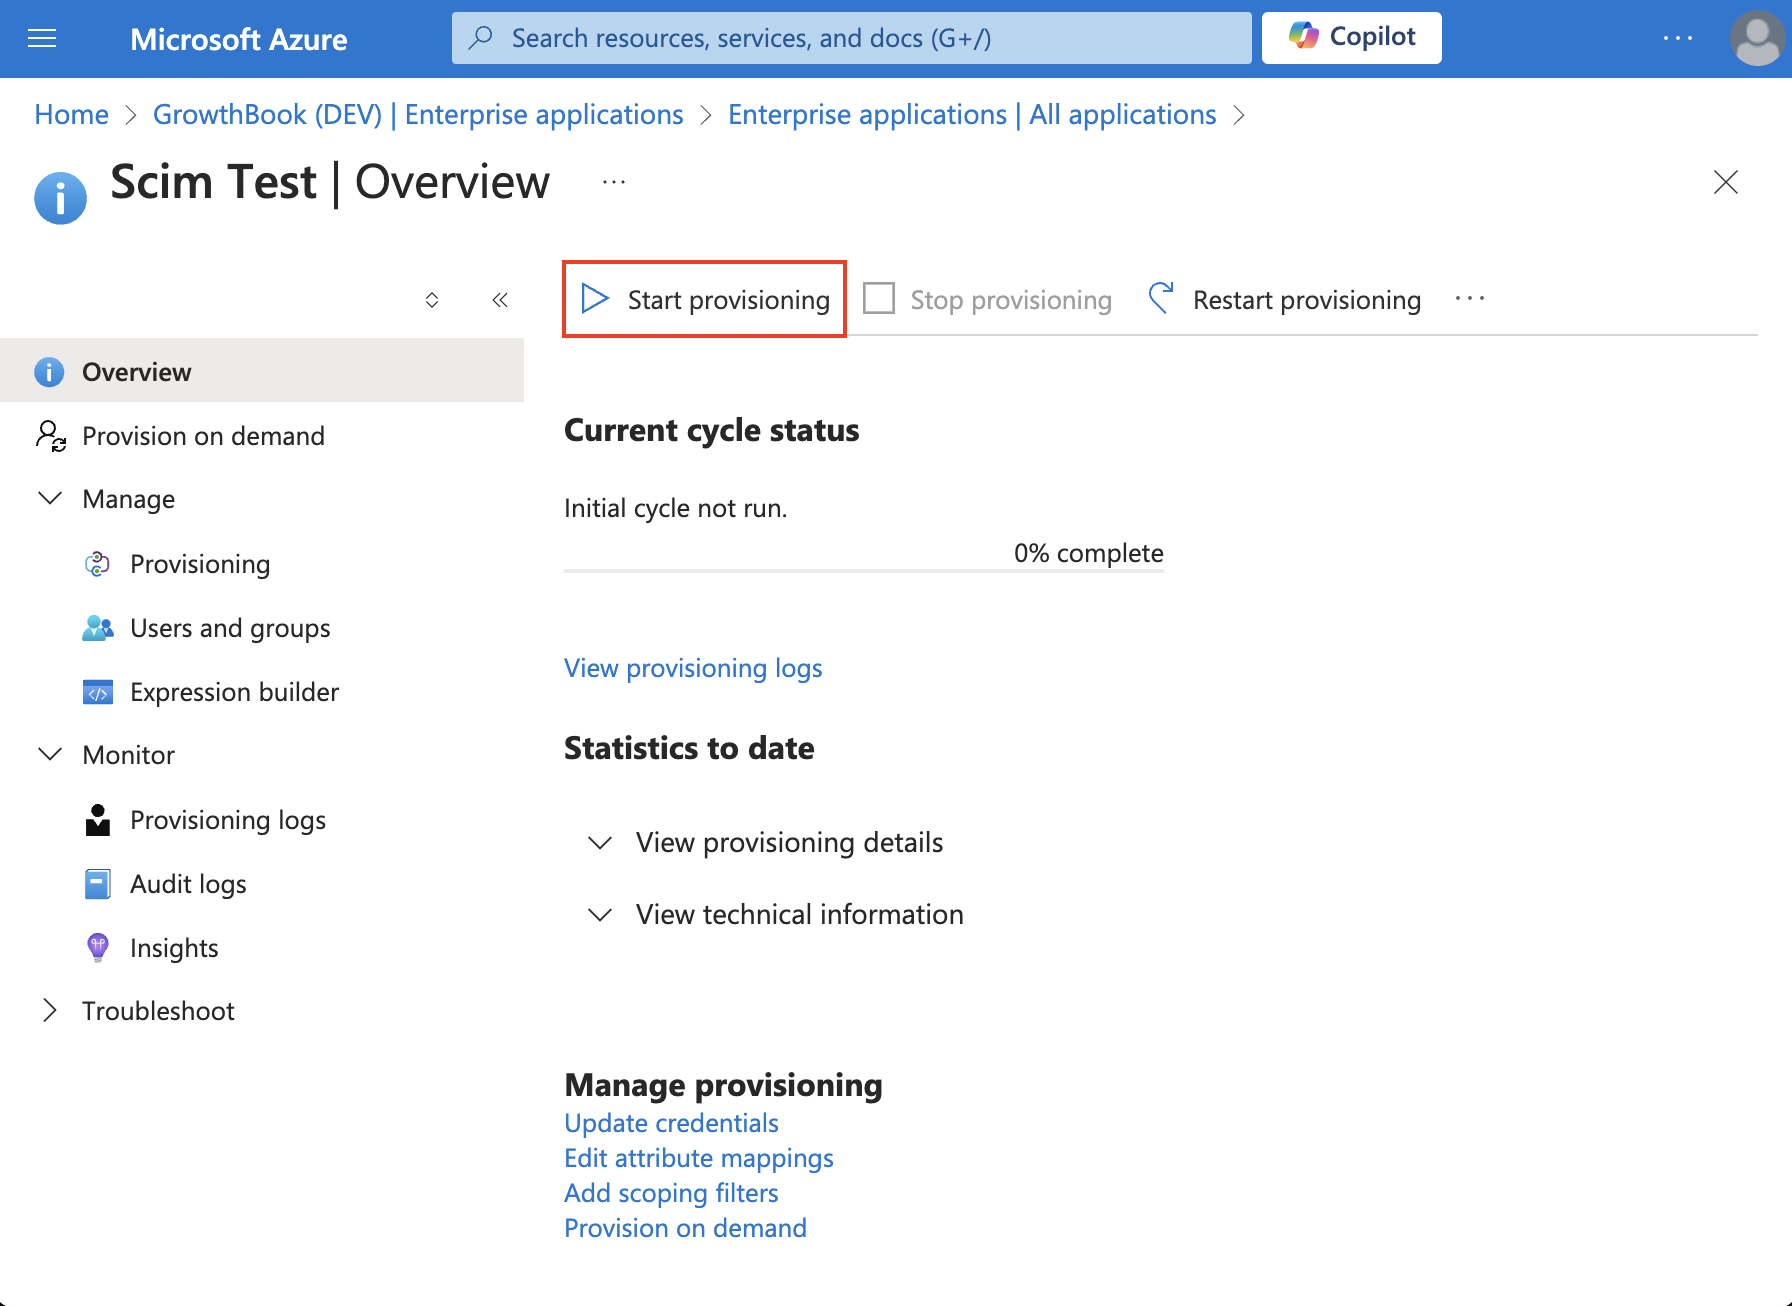 Microsoft Azure
Search resources, services, and docs (G+/)
Copilot
Home > GrowthBook (DEV) | Enterprise applications > Enterprise applications | All applications >
Scim Test | Overview
Start provisioning
Stop provisioning
Restart provisioning
Overview
Provision on demand
Manage
Provisioning
Users and groups
Expression builder
Monitor
Provisioning logs
Audit logs
Insights
Troubleshoot
Current cycle status
Initial cycle not run.
0% complete
View provisioning logs
Statistics to date
View provisioning details
View technical information
Manage provisioning
Update credentials
Edit attribute mappings
Add scoping filters
Provision on demand